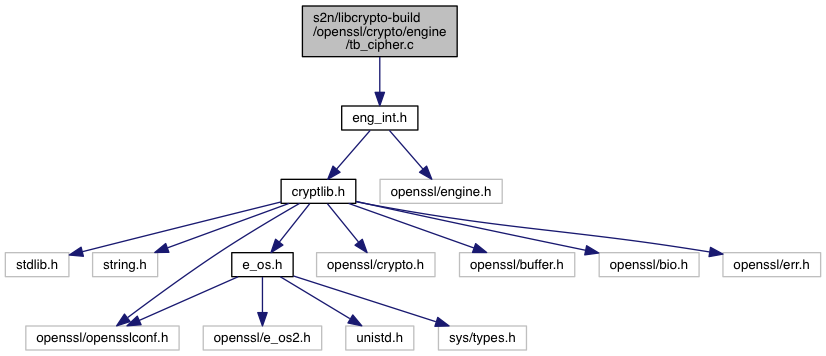 s2n/libcrypto-build
/openssl/crypto/engine
/tb_cipher.c
eng_int.h
cryptlib.h
openssl/engine.h
stdlib.h
string.h
e_os.h
openssl/crypto.h
openssl/buffer.h
openssl/bio.h
openssl/err.h
openssl/opensslconf.h
openssl/e_os2.h
unistd.h
sys/types.h